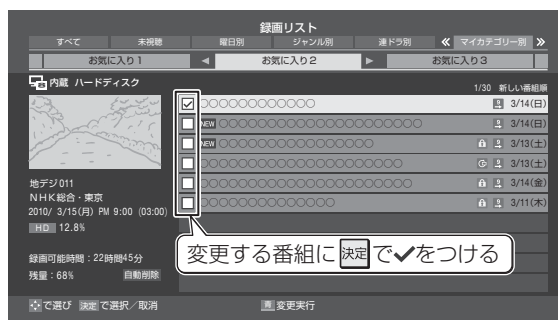 録画リスト
すべて 未視聴 曜日別 ジャンル別 連ドラ別 ≪ マイカテゴリー別 ≫
お気に入り1 ◀ お気に入り2 ▶ お気に入り3
内蔵 ハードディスク
1/30 新しい番組順
○○○○○○○○○○○○ 3/14(日)
NEW ○○○○○○○○○○○○○○○○○○○○○○ 3/14(日)
NEW ○○○○○○○○○○○○○○○○○ 3/13(土)
○○○○○○○○○○○○○○○○○○○○○ 3/13(土)
○○○○○○○○○○○○○○○○○○○○○○ 3/14(金)
○○○○○○○○○○○○○○ 3/11(木)
地デジ011
NHK総合・東京
2010/ 3/15(月) PM 9:00 (03:00)
HD 12.8%
変更する番組に 決定 で✔をつける
録画可能時間：22時間45分
残量：68% 自動削除
で選び 決定 で選択／取消 青 変更実行